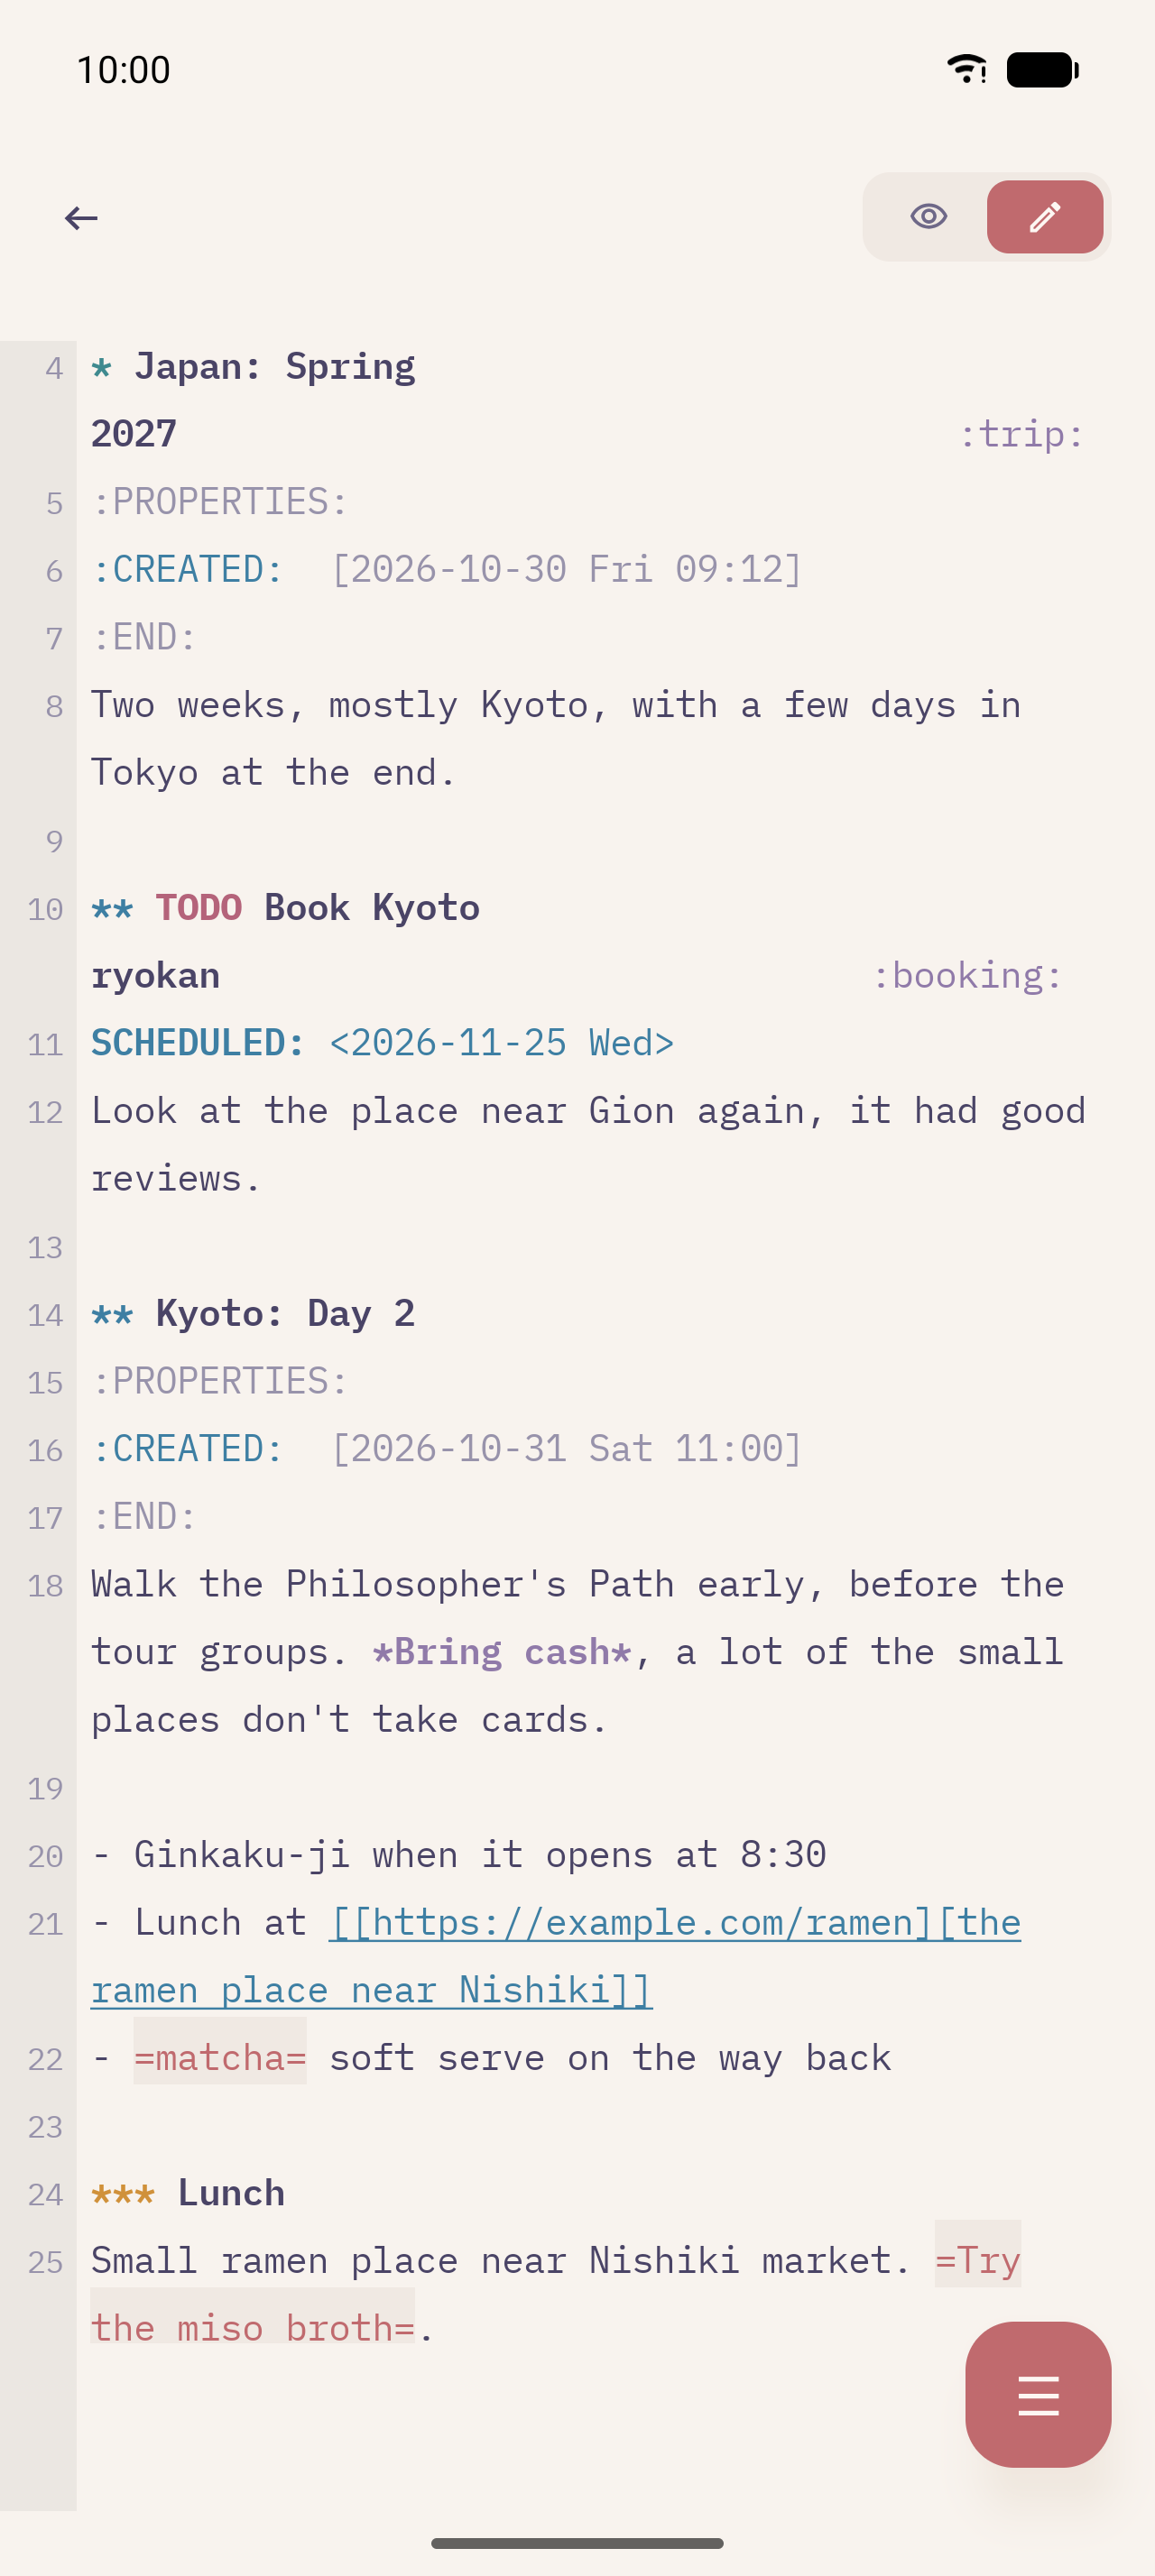 10:00
4 * Japan: Spring
2027 :trip:
5 :PROPERTIES:
6 :CREATED:  [2026-10-30 Fri 09:12]
7 :END:
8 Two weeks, mostly Kyoto, with a few days in
Tokyo at the end.
9
10 ** TODO Book Kyoto
ryokan :booking:
11 SCHEDULED: <2026-11-25 Wed>
12 Look at the place near Gion again, it had good
reviews.
13
14 ** Kyoto: Day 2
15 :PROPERTIES:
16 :CREATED:  [2026-10-31 Sat 11:00]
17 :END:
18 Walk the Philosopher's Path early, before the
tour groups. *Bring cash*, a lot of the small
places don't take cards.
19
20 - Ginkaku-ji when it opens at 8:30
21 - Lunch at [[https://example.com/ramen][the
ramen place near Nishiki]]
22 - =matcha= soft serve on the way back
23
24 *** Lunch
25 Small ramen place near Nishiki market. =Try
the miso broth=.